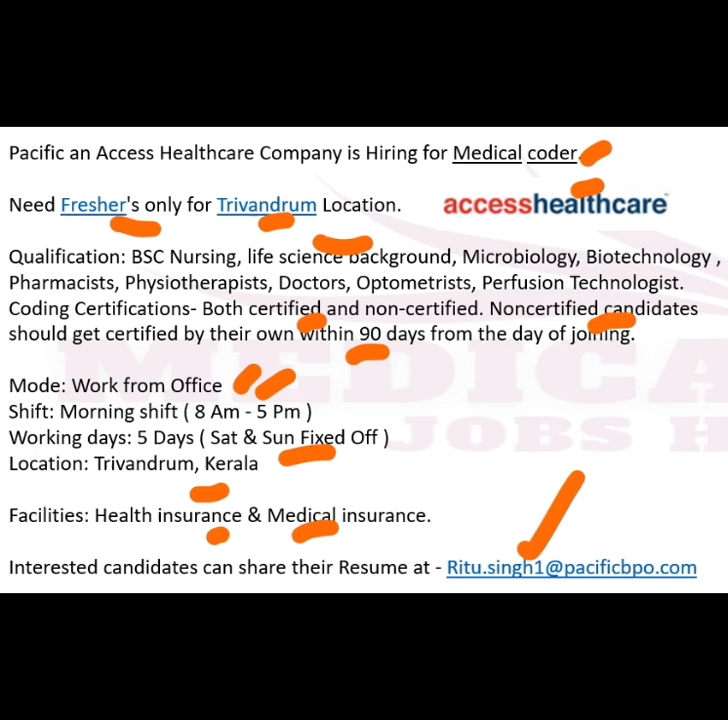 Pacific an Access Healthcare Company is Hiring for Medical coder.
Need Fresher's only for Trivandrum Location.
accesshealthcare
Qualification: BSC Nursing, life science background, Microbiology, Biotechnology ,
Pharmacists, Physiotherapists, Doctors, Optometrists, Perfusion Technologist.
Coding Certifications- Both certified and non-certified. Noncertified candidates
should get certified by their own within 90 days from the day of joining.
Mode: Work from Office
Shift: Morning shift ( 8 Am - 5 Pm )
Working days: 5 Days ( Sat & Sun Fixed Off )
Location: Trivandrum, Kerala
Facilities: Health insurance & Medical insurance.
Interested candidates can share their Resume at - Ritu.singh1@pacificbpo.com
MEDICA
JOBS H